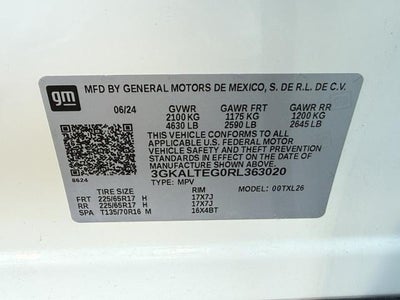 gm
MFD BY GENERAL MOTORS DE MEXICO, S. DE R.L. DE C.V.
06/24 GVWR GAWR FRT GAWR RR
2100 KG 1175 KG 1200 KG
4630 LB 2590 LB 2645 LB
THIS VEHICLE CONFORMS TO ALL
APPLICABLE U.S. FEDERAL MOTOR
VEHICLE SAFETY AND THEFT
PREVENTION STANDARDS IN EFFECT
ON THE DATE OF MANUFACTURE
SHOWN ABOVE.
3GKALTEG0RL363020
8624 TYPE: MPV MODEL: 00TXL26
TIRE SIZE RIM
FRT 225/65R17 H 17X7J
RR 225/65R17 H 17X7J
SPA T135/70R16 M 16X4BT